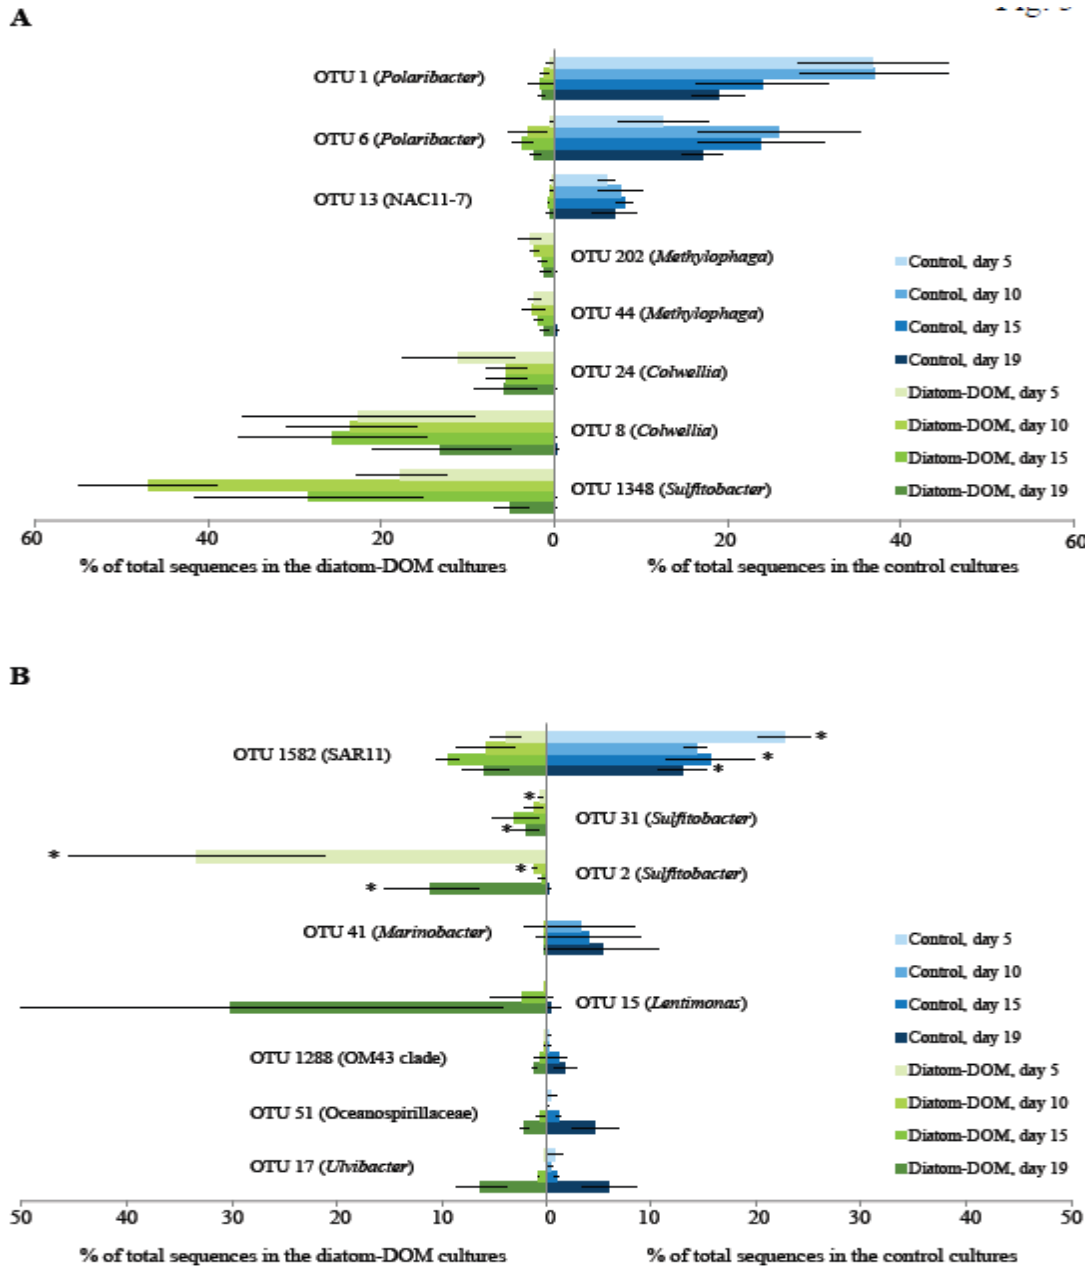 A
OTU 1 (Polaribacter)
OTU 6 (Polaribacter)
OTU 13 (NAC11-7)
OTU 202 (Methylophaga)
OTU 44 (Methylophaga)
OTU 24 (Colwellia)
OTU 8 (Colwellia)
OTU 1348 (Sulfitobacter)
Control, day 5
Control, day 10
Control, day 15
Control, day 19
Diatom-DOM, day 5
Diatom-DOM, day 10
Diatom-DOM, day 15
Diatom-DOM, day 19
60 40 20 0 20 40 60
% of total sequences in the diatom-DOM cultures % of total sequences in the control cultures
B
OTU 1582 (SAR11)
*
*
*
*
OTU 31 (Sulfitobacter)
*
*
*
OTU 2 (Sulfitobacter)
*
OTU 41 (Marinobacter)
OTU 15 (Lentimonas)
OTU 1288 (OM43 clade)
OTU 51 (Oceanospirillaceae)
OTU 17 (Ulvibacter)
Control, day 5
Control, day 10
Control, day 15
Control, day 19
Diatom-DOM, day 5
Diatom-DOM, day 10
Diatom-DOM, day 15
Diatom-DOM, day 19
50 40 30 20 10 0 10 20 30 40 50
% of total sequences in the diatom-DOM cultures % of total sequences in the control cultures